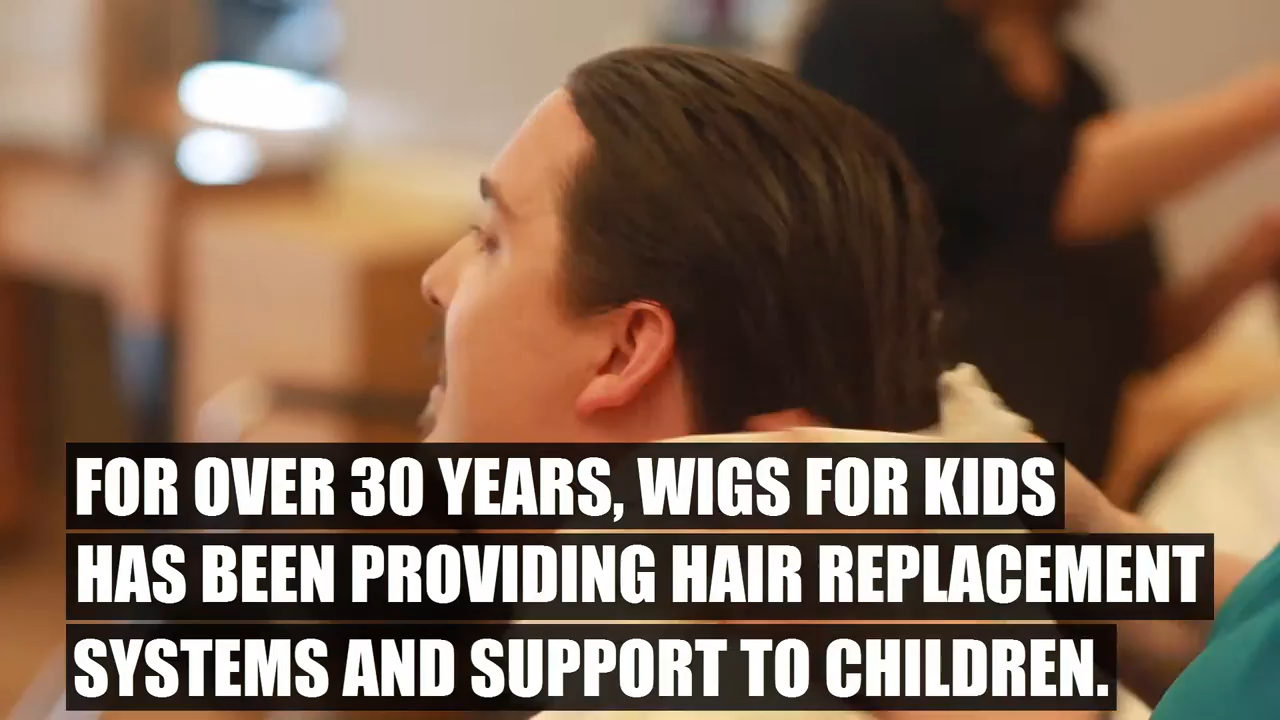 FOR OVER 30 YEARS, WIGS FOR KIDS
HAS BEEN PROVIDING HAIR REPLACEMENT
SYSTEMS AND SUPPORT TO CHILDREN.